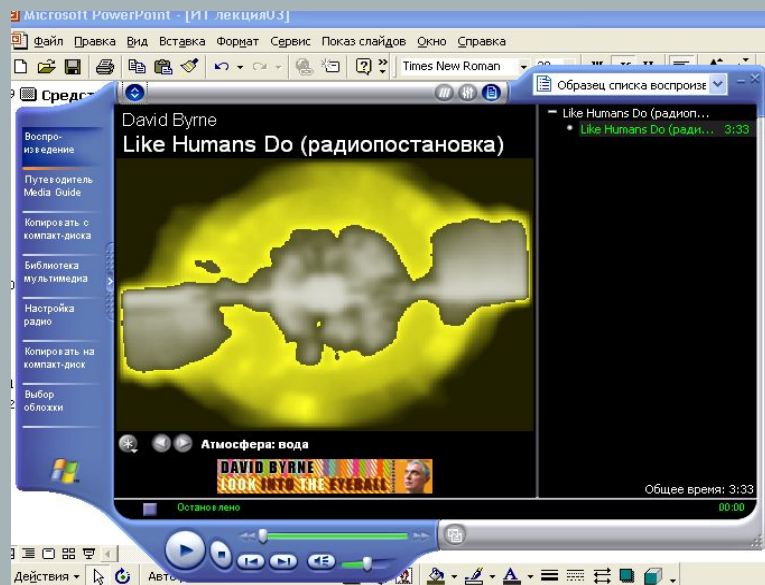 Microsoft PowerPoint - [ИТ лекция03]
Файл Правка Вид Вставка Формат Сервис Показ слайдов Окно Справка
Times New Roman
Образец списка воспроизв
David Byrne
Like Humans Do (радиопостановка)
Like Humans Do (радиоп...
Like Humans Do (ради... 3:33
Воспро-
изведение
Путеводитель
Media Guide
Копировать с
компакт-диска
Библиотека
мультимедиа
Настройка
радио
Копировать на
компакт-диск
Выбор
обложки
Атмосфера: вода
DAVID BYRNE
LOOK INTO THE EYEBALL
Общее время: 3:33
Остановлено 00:00
Действия